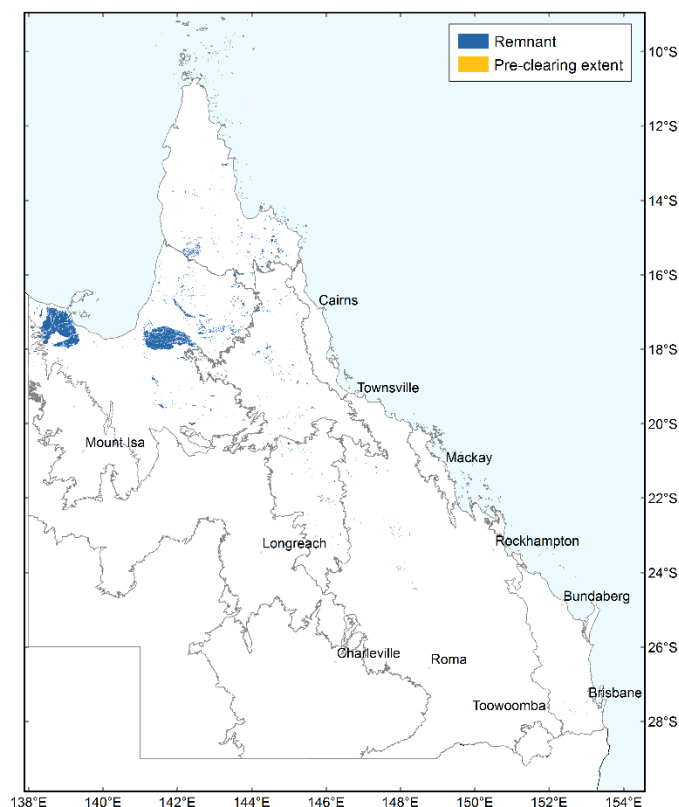 Remnant
Pre-clearing extent
10°S
12°S
14°S
16°S
Cairns
18°S
Townsville
20°S
Mount Isa
Mackay
22°S
Longreach
Rockhampton
24°S
Bundaberg
26°S
Charleville
Roma
Brisbane
Toowoomba
28°S
138°E 140°E 142°E 144°E 146°E 148°E 150°E 152°E 154°E